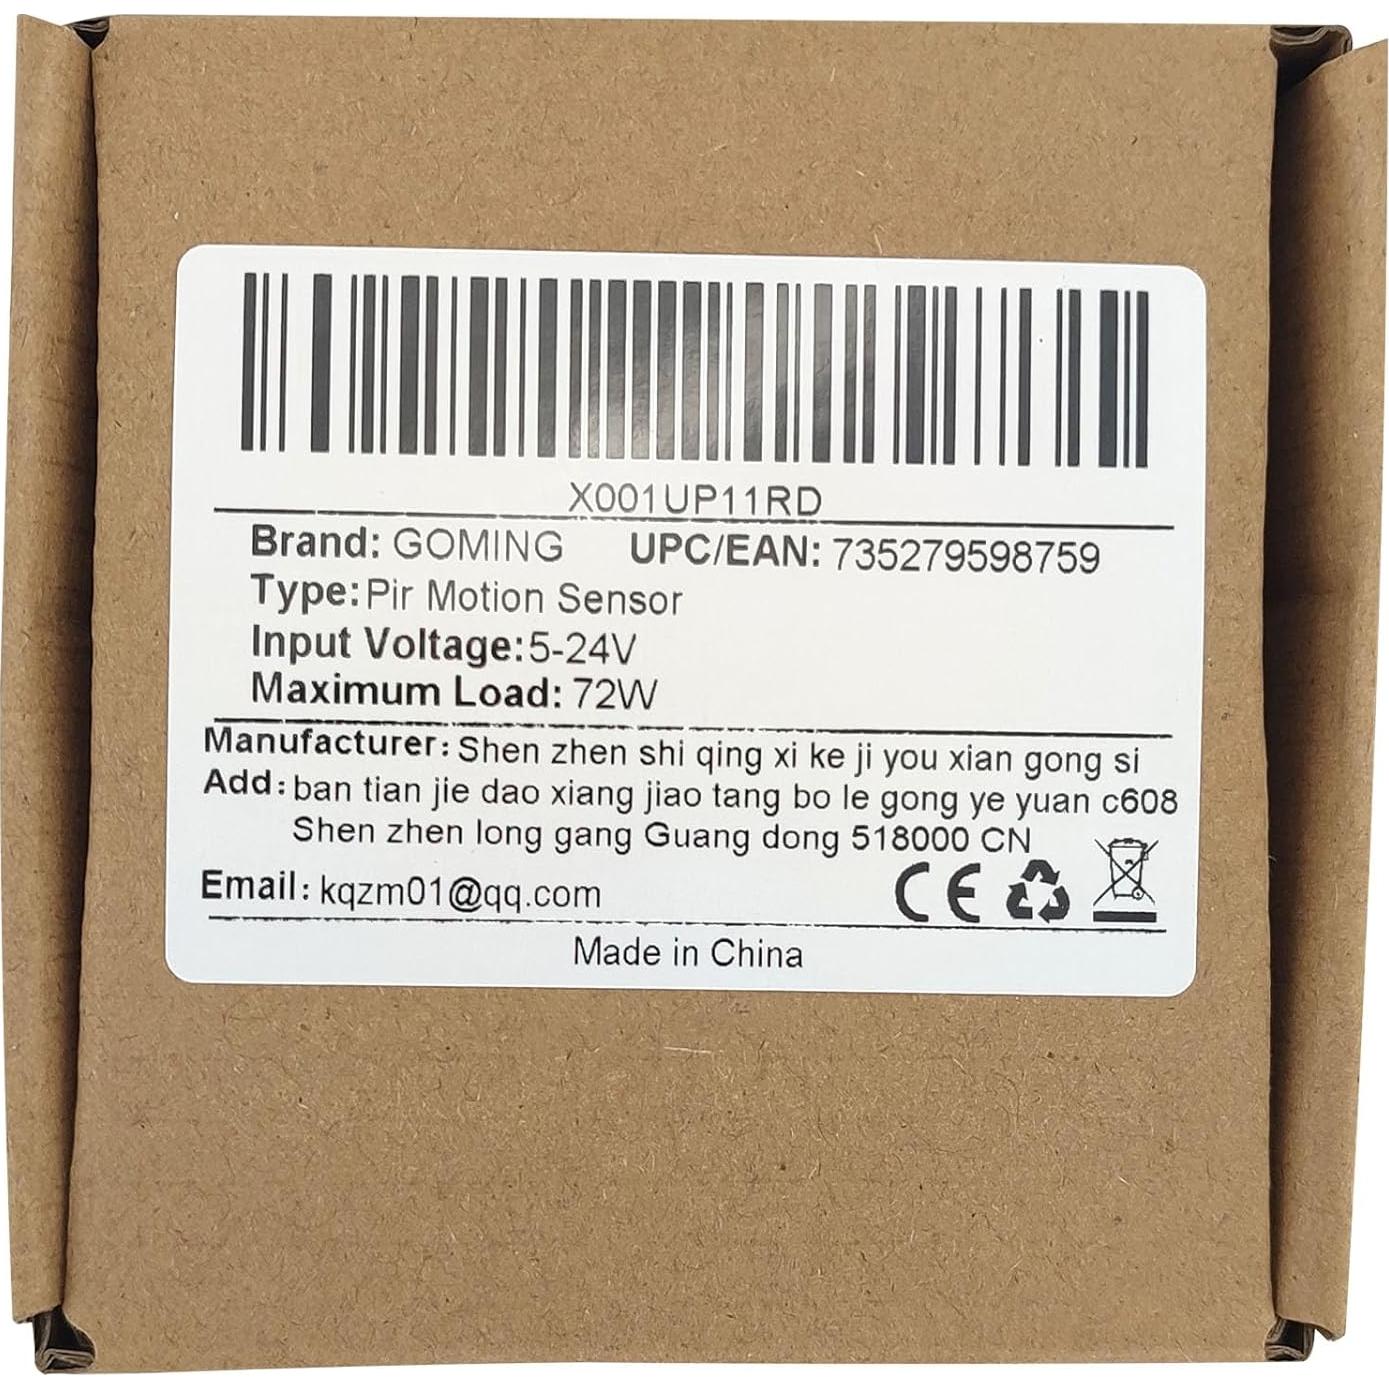 X001UP11RD
Brand: GOMING UPC/EAN: 735279598759
Type: Pir Motion Sensor
Input Voltage: 5-24V
Maximum Load: 72W
Manufacturer: Shen zhen shi qing xi ke ji you xian gong si
Add: ban tian jie dao xiang jiao tang bo le gong ye yuan c608
Shen zhen long gang Guang dong 518000 CN
Email: kqzm01@qq.com
CE
Made in China